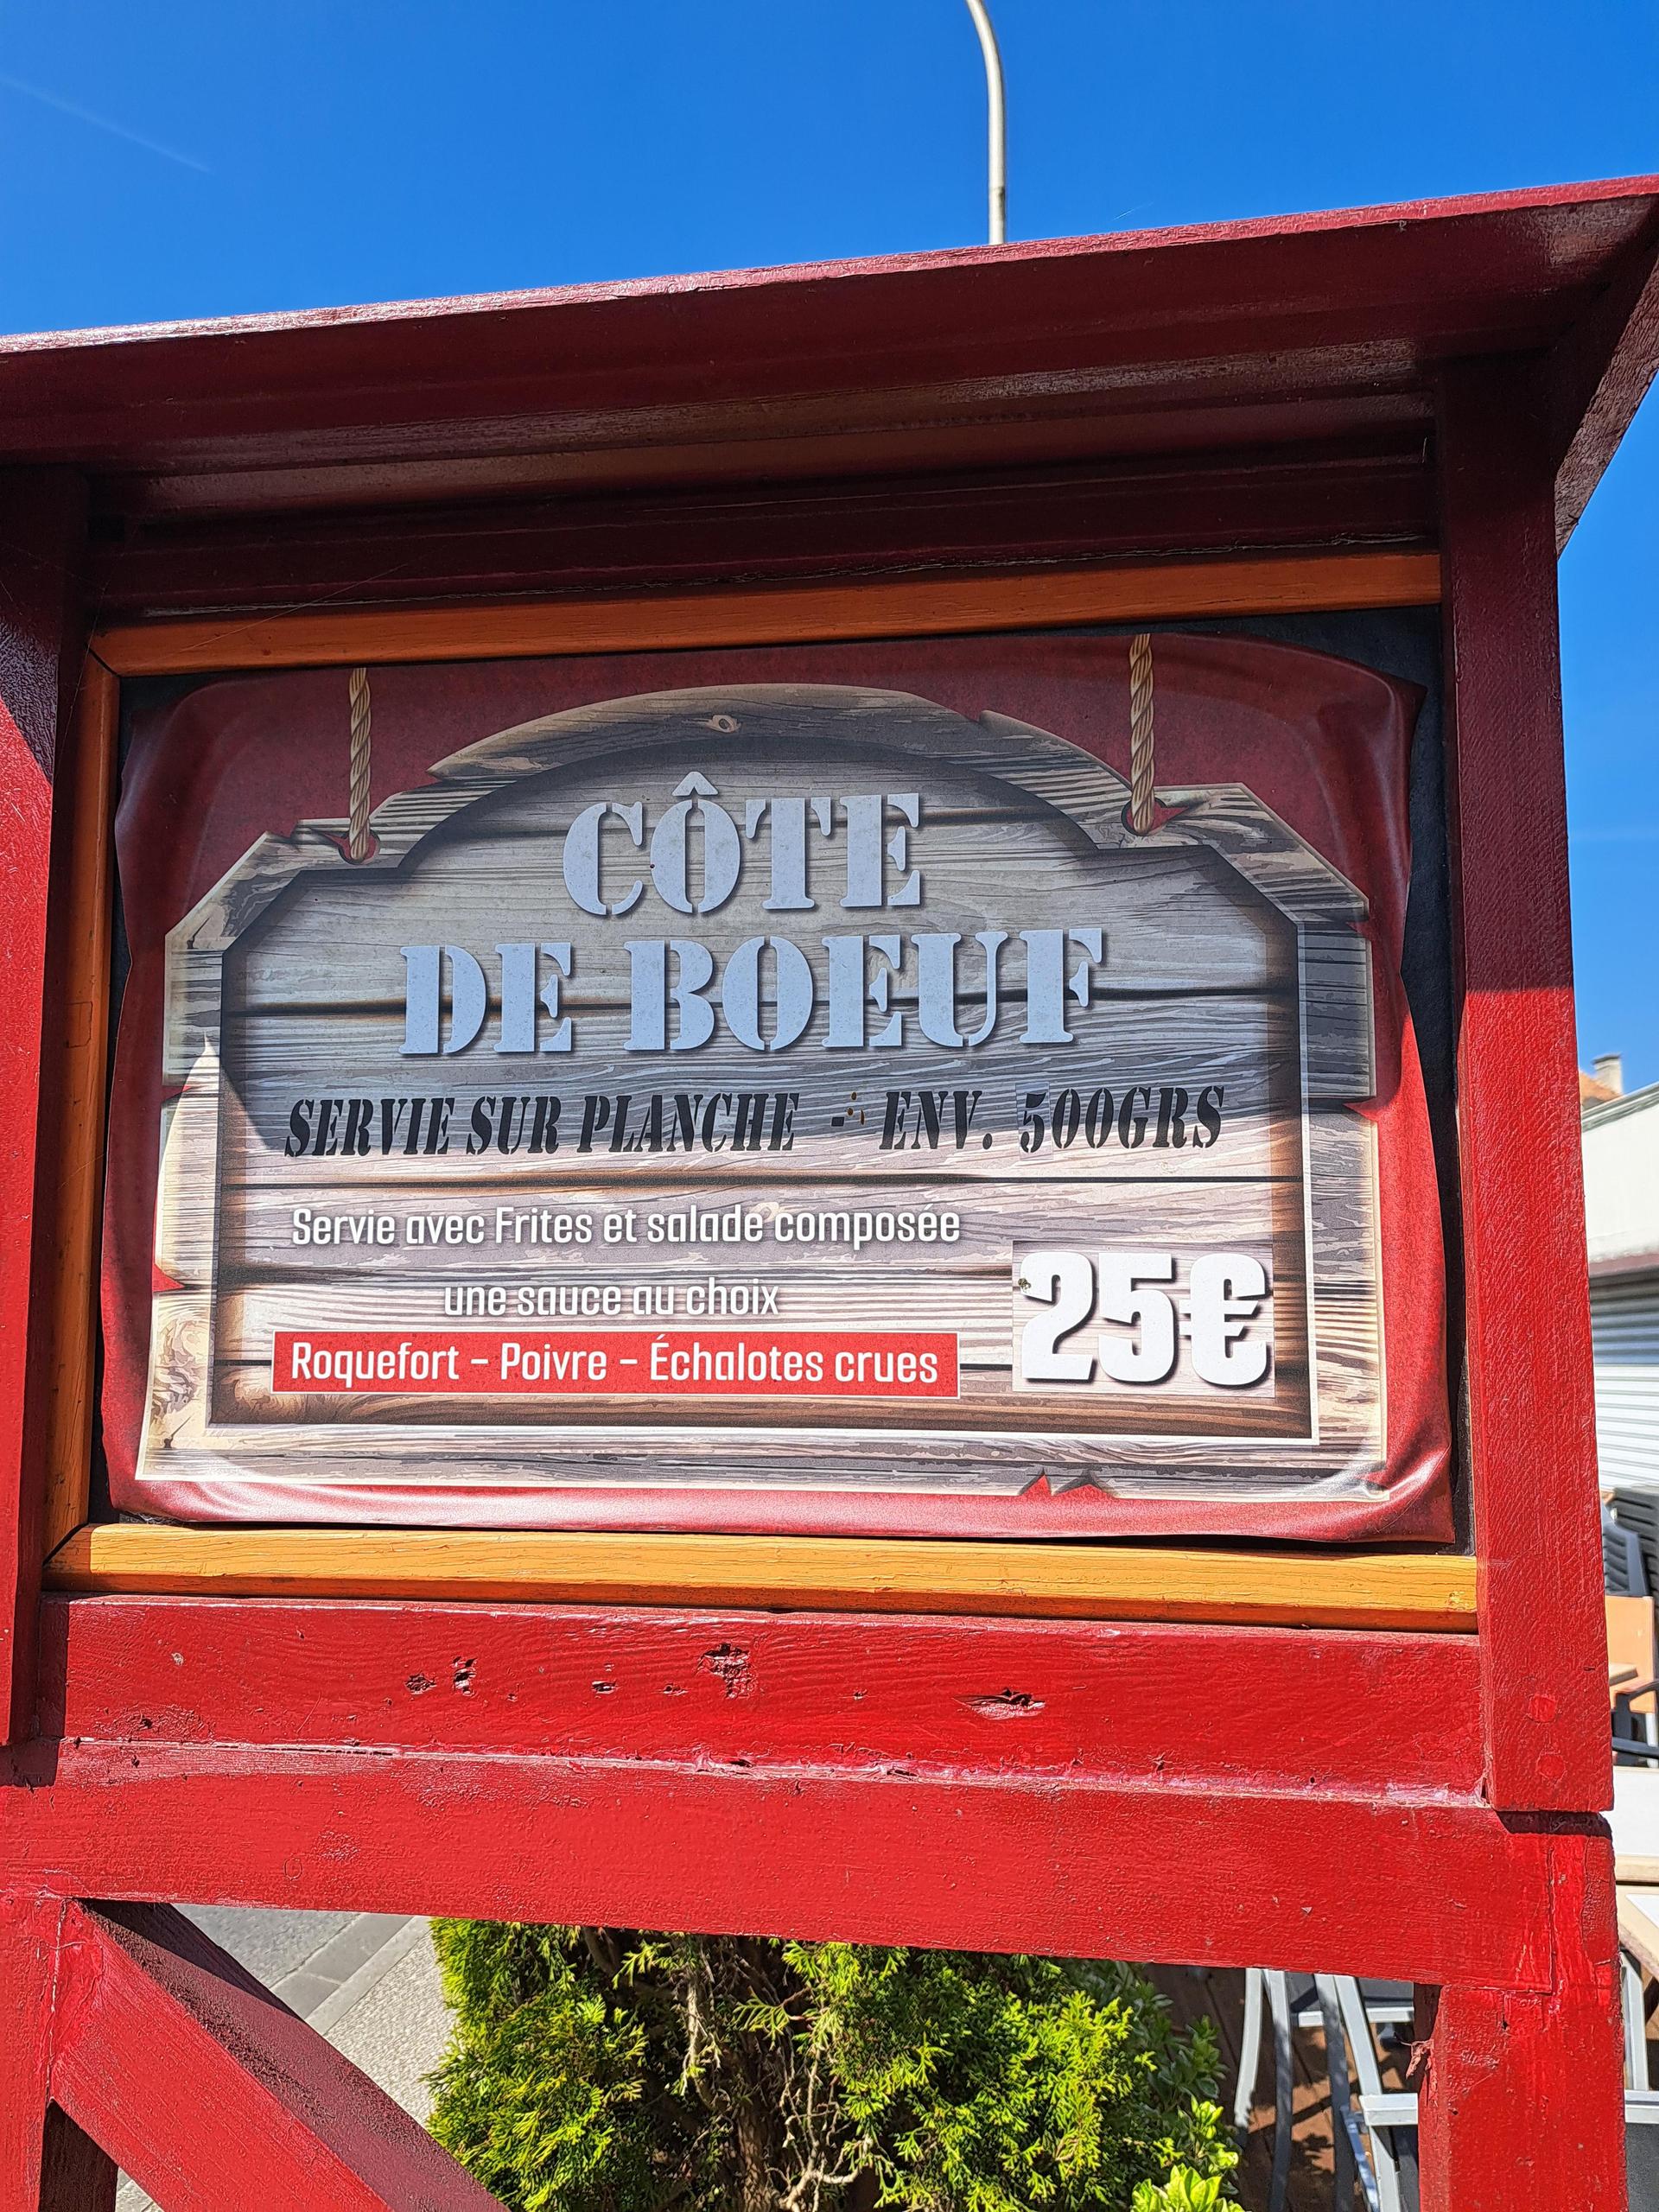 CÔTE
DE BOEUF
SERVIE SUR PLANCHE ENV. 500GRS
Servie avec Frites et salade composée
une sauce au choix
Roquefort - Poivre - Échalotes crues
25€